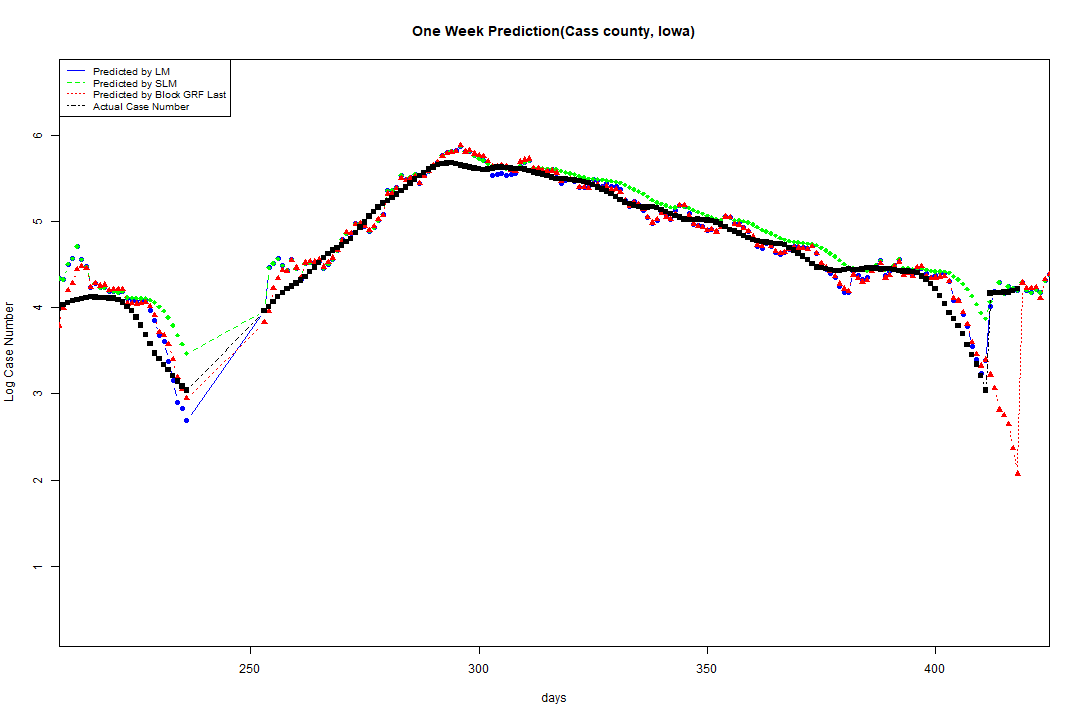 One Week Prediction(Cass county, Iowa)
Predicted by LM
Predicted by SLM
Predicted by Block GRF Last
Actual Case Number
6
5
4
3
2
1
Log Case Number
250 300 350 400
days